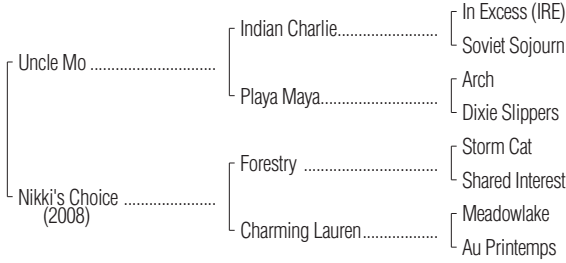 In Excess (IRE)
Indian Charlie
Soviet Sojourn
Uncle Mo
Arch
Playa Maya
Dixie Slippers
Storm Cat
Forestry
Shared Interest
Nikki's Choice
(2008)
Meadowlake
Charming Lauren
Au Printemps